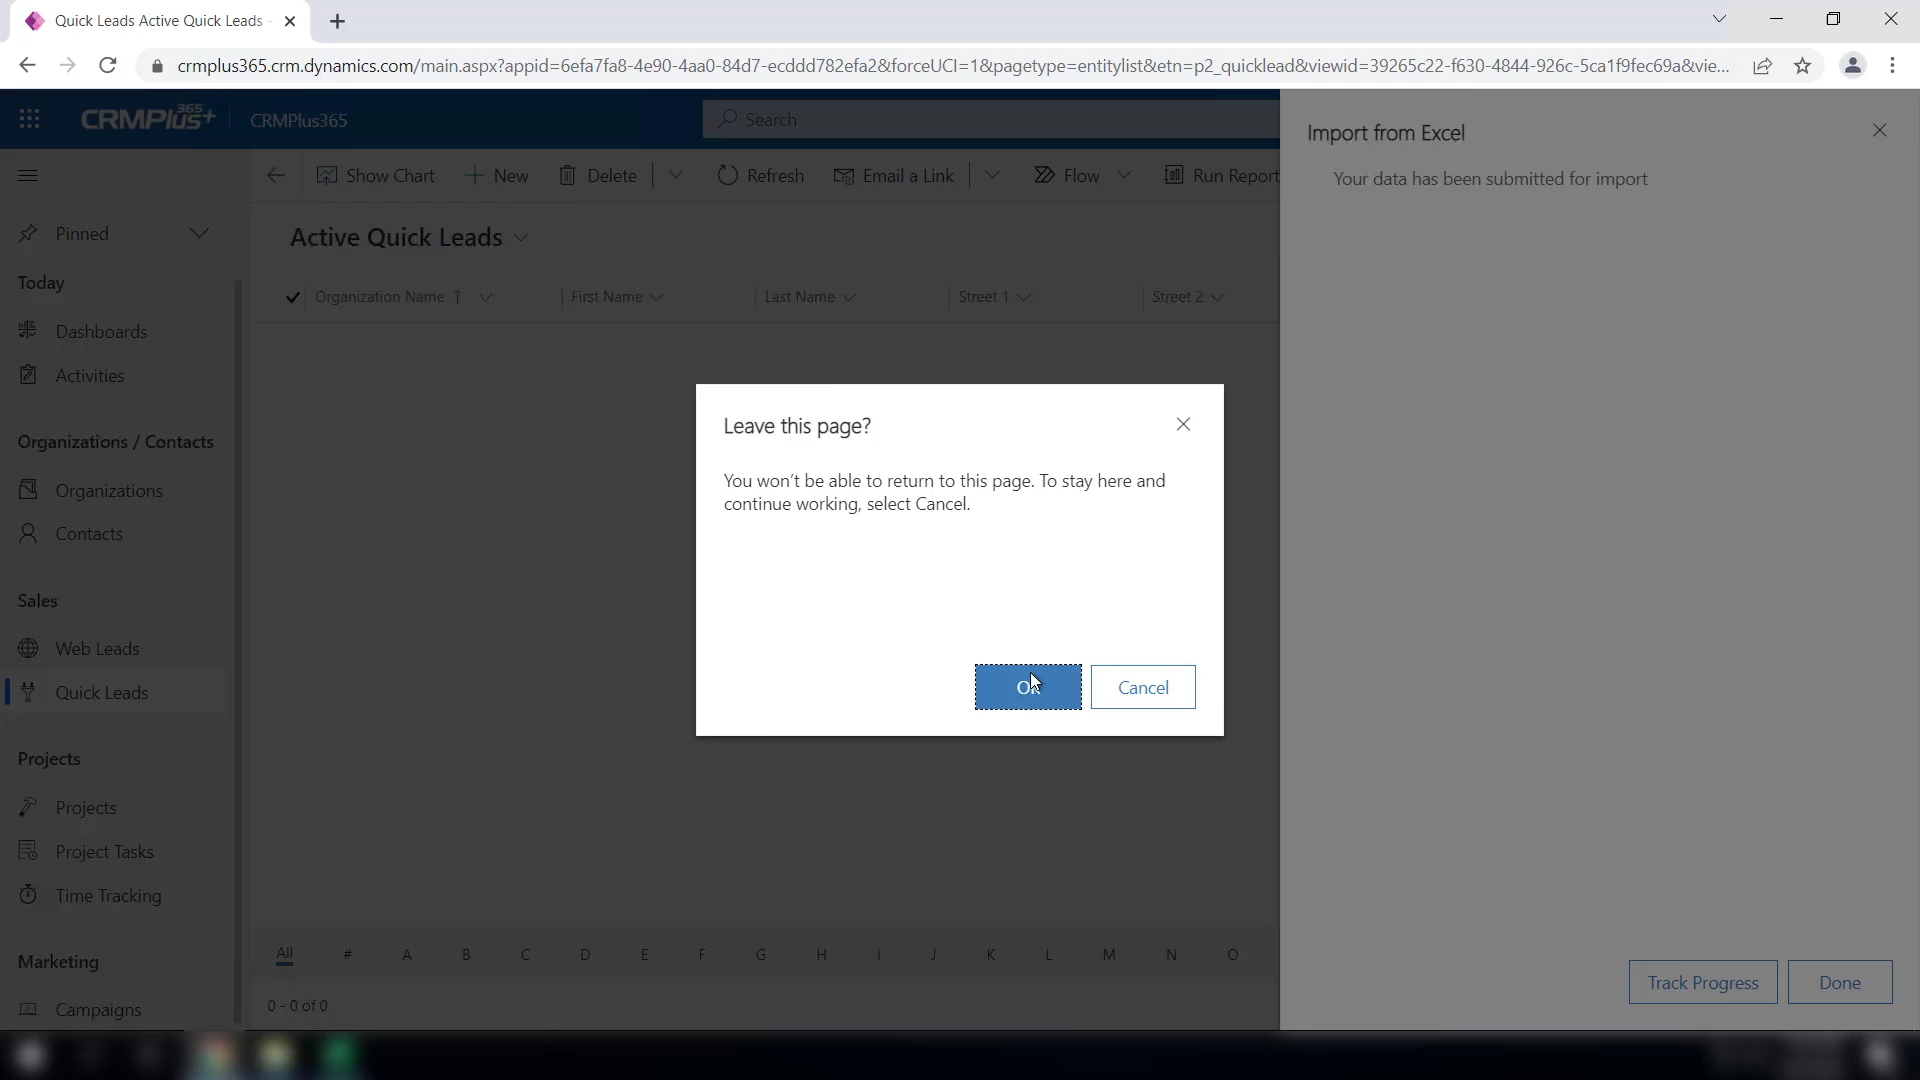 Quick Leads Active Quick Leads -
crmplus365.crm.dynamics.com/main.aspx?appid=6efa7fa8-4e90-4aa0-84d7-ecddd782efa2&forceUCI=1&pagetype=entitylist&etn=p2_quicklead&viewid=39265c22-f630-4844-926c-5ca1f9fec69a&vie...
CRMPlus+ 365
CRMPlus365
Search
Import from Excel
Your data has been submitted for import
Show Chart
New
Delete
Refresh
Email a Link
Flow
Run Report
Pinned
Active Quick Leads
Organization Name
First Name
Last Name
Street 1
Street 2
Today
Dashboards
Activities
Organizations / Contacts
Organizations
Contacts
Sales
Web Leads
Quick Leads
Projects
Projects
Project Tasks
Time Tracking
Marketing
Campaigns
Leave this page?
You won't be able to return to this page. To stay here and
continue working, select Cancel.
OK
Cancel
All # A B C D E F G H I J K L M N O
0 - 0 of 0
Track Progress
Done